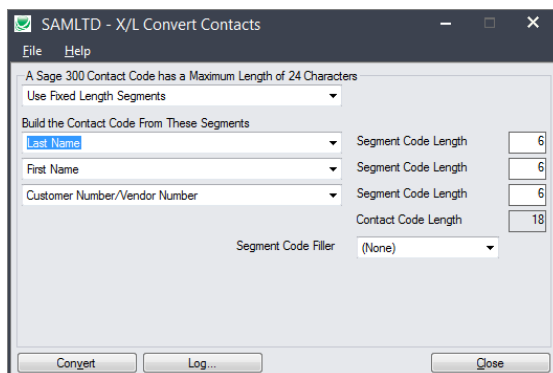 SAMLTD - X/L Convert Contacts
File Help
A Sage 300 Contact Code has a Maximum Length of 24 Characters
Use Fixed Length Segments
Build the Contact Code From These Segments
Last Name Segment Code Length 6
First Name Segment Code Length 6
Customer Number/Vendor Number Segment Code Length 6
Contact Code Length 18
Segment Code Filler (None)
Convert Log... Close